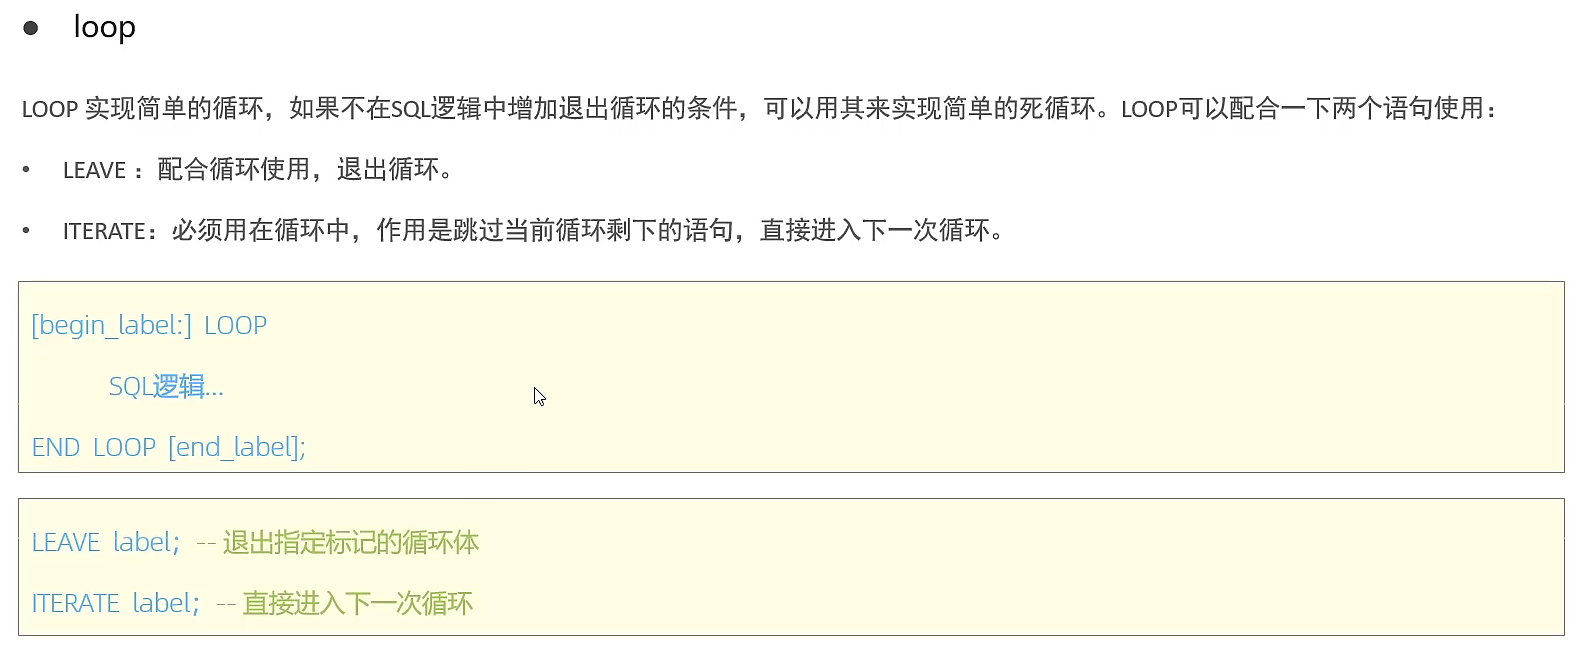 ● loop
LOOP 实现简单的循环，如果不在SQL逻辑中增加退出循环的条件，可以用其来实现简单的死循环。LOOP可以配合一下两个语句使用：
• LEAVE ：配合循环使用，退出循环。
• ITERATE：必须用在循环中，作用是跳过当前循环剩下的语句，直接进入下一次循环。
[begin_label:] LOOP
SQL逻辑...
END LOOP [end_label];
LEAVE label; -- 退出指定标记的循环体
ITERATE label; -- 直接进入下一次循环